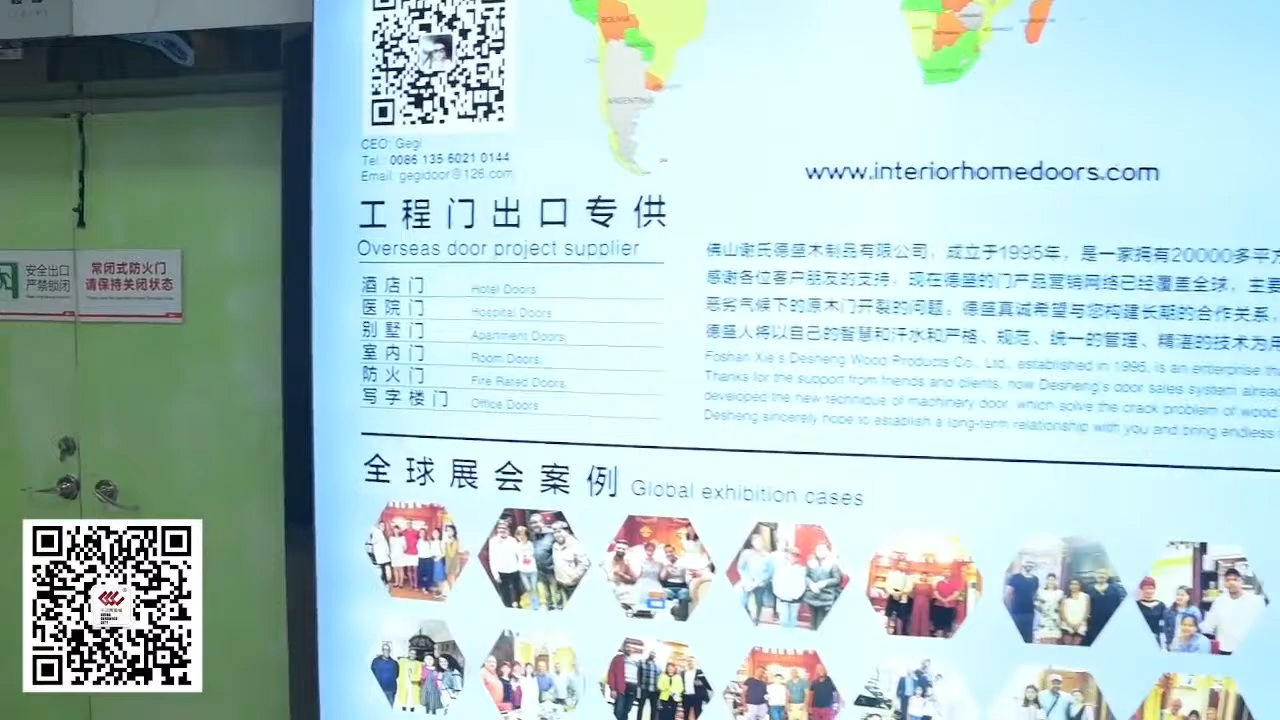 BOLIVIA
ARGENTINA
CEO: Gegi
Tel : 0086 135 6021 0144
Email: gegidoor@126.com
www.interiorhomedoors.com
工程门出口专供
Overseas door project supplier
酒店门 Hotel Doors
医院门 Hospital Doors
别墅门 Apartment Doors
室内门 Room Doors
防火门 Fire Rated Doors
写字楼门 Office Doors
佛山谢氏德盛木制品有限公司，成立于1995年，是一家拥有20000多平方
感谢各位客户朋友的支持，现在德盛的门产品营销网络已经覆盖全球，主要
恶劣气候下的原木门开裂的问题。德盛真诚希望与您构建长期的合作关系，
德盛人将以自己的智慧和汗水和严格、规范、统一的管理、精湛的技术为用
Foshan Xie's Desheng Wood Products Co., Ltd, established in 1995, is an enterprise
Thanks for the support from friends and clients, now Desheng's door sales system
developed the new technique of machinery door, which solve the crack problem of wood
Desheng sincerely hope to establish a long-term relationship with you and bring endless
全球展会案例 Global exhibition cases
安全出口
严禁锁闭
常闭式防火门
请保持关闭状态